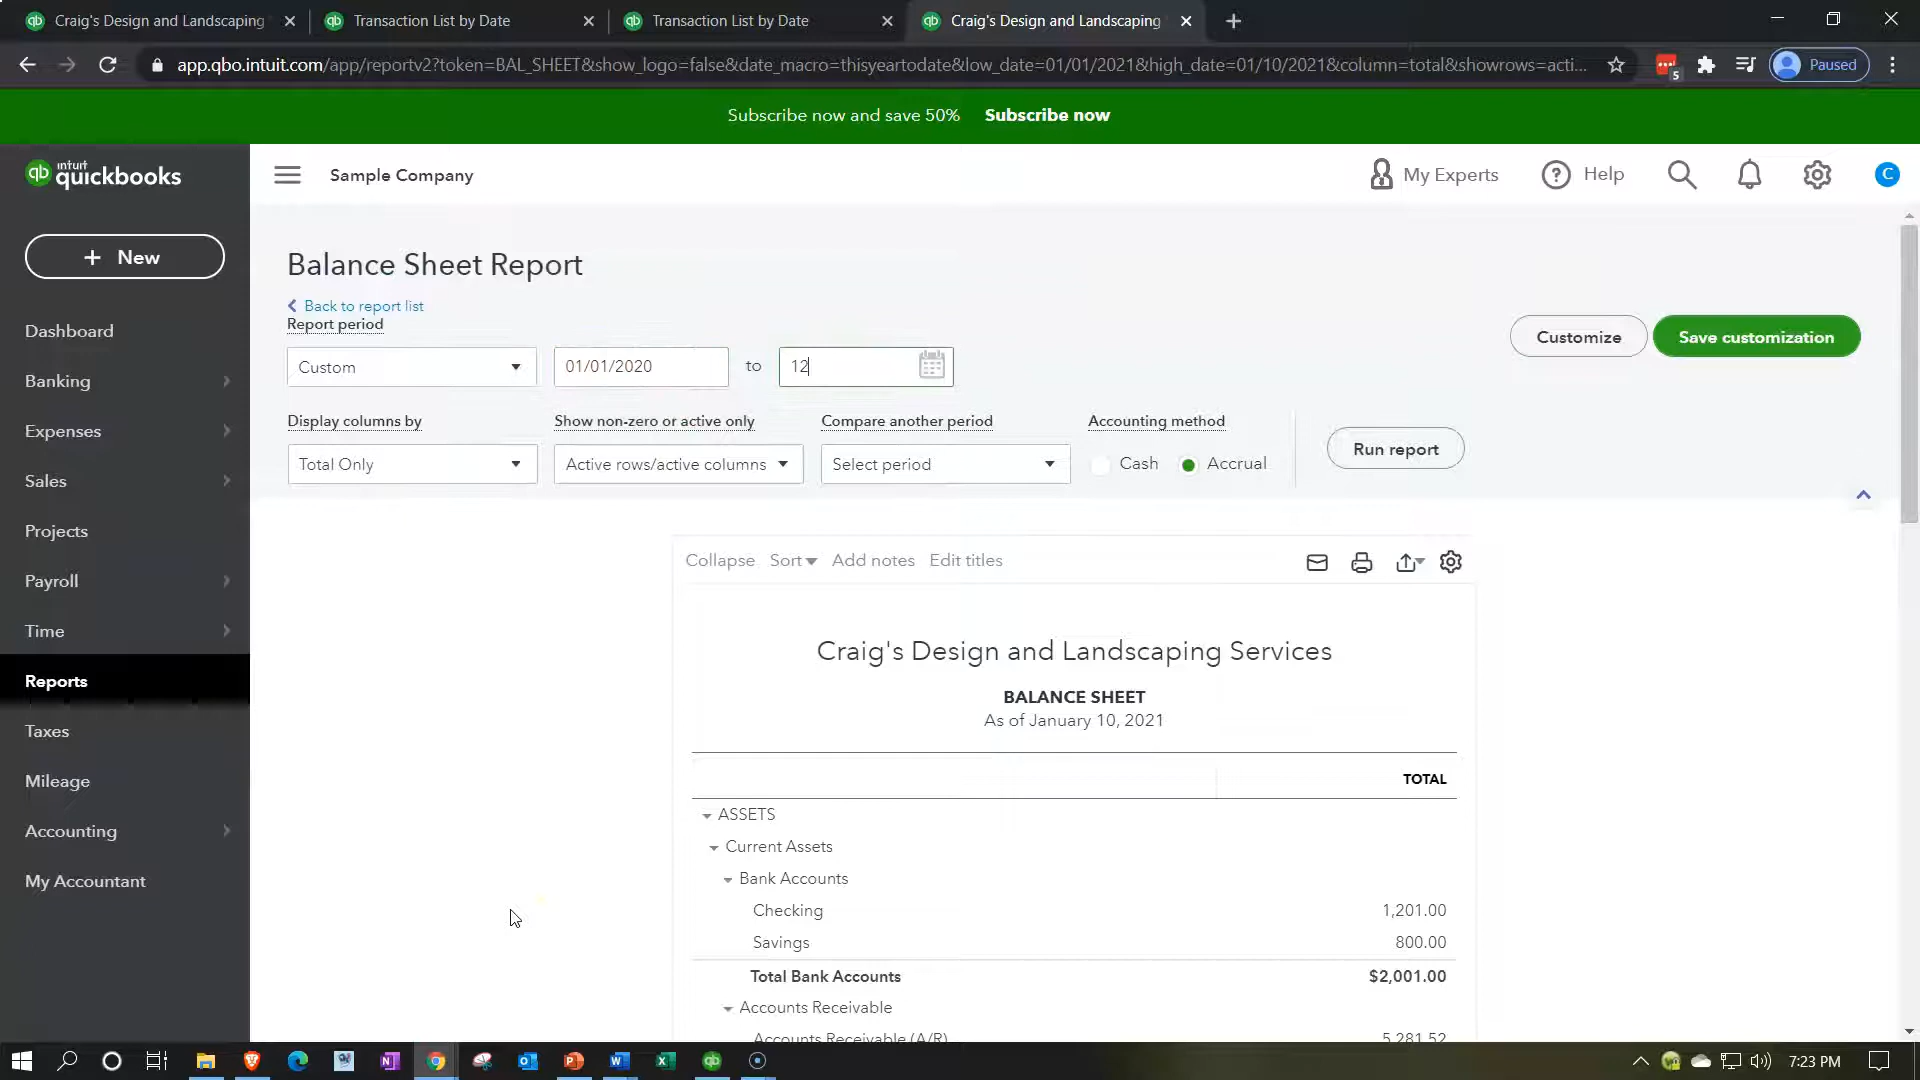 Craig's Design and Landscaping
Transaction List by Date
Transaction List by Date
Craig's Design and Landscaping
app.qbo.intuit.com/app/reportv2?token=BAL_SHEET&show_logo=false&date_macro=thisyeartodate&low_date=01/01/2021&high_date=01/10/2021&column=total&showrows=acti...
5
Paused
Subscribe now and save 50% Subscribe now
qb intuit quickbooks
Sample Company
My Experts
? Help
C
+ New
Dashboard
Banking
Expenses
Sales
Projects
Payroll
Time
Reports
Taxes
Mileage
Accounting
My Accountant
Balance Sheet Report
Back to report list
Report period
Custom 01/01/2020 to 12
Customize
Save customization
Display columns by Show non-zero or active only Compare another period Accounting method
Total Only Active rows/active columns Select period Cash Accrual
Run report
Collapse Sort Add notes Edit titles
Craig's Design and Landscaping Services
BALANCE SHEET
As of January 10, 2021
TOTAL
ASSETS
Current Assets
Bank Accounts
Checking 1,201.00
Savings 800.00
Total Bank Accounts $2,001.00
Accounts Receivable
Accounts Receivable (A/R) 5,281.52
7:23 PM